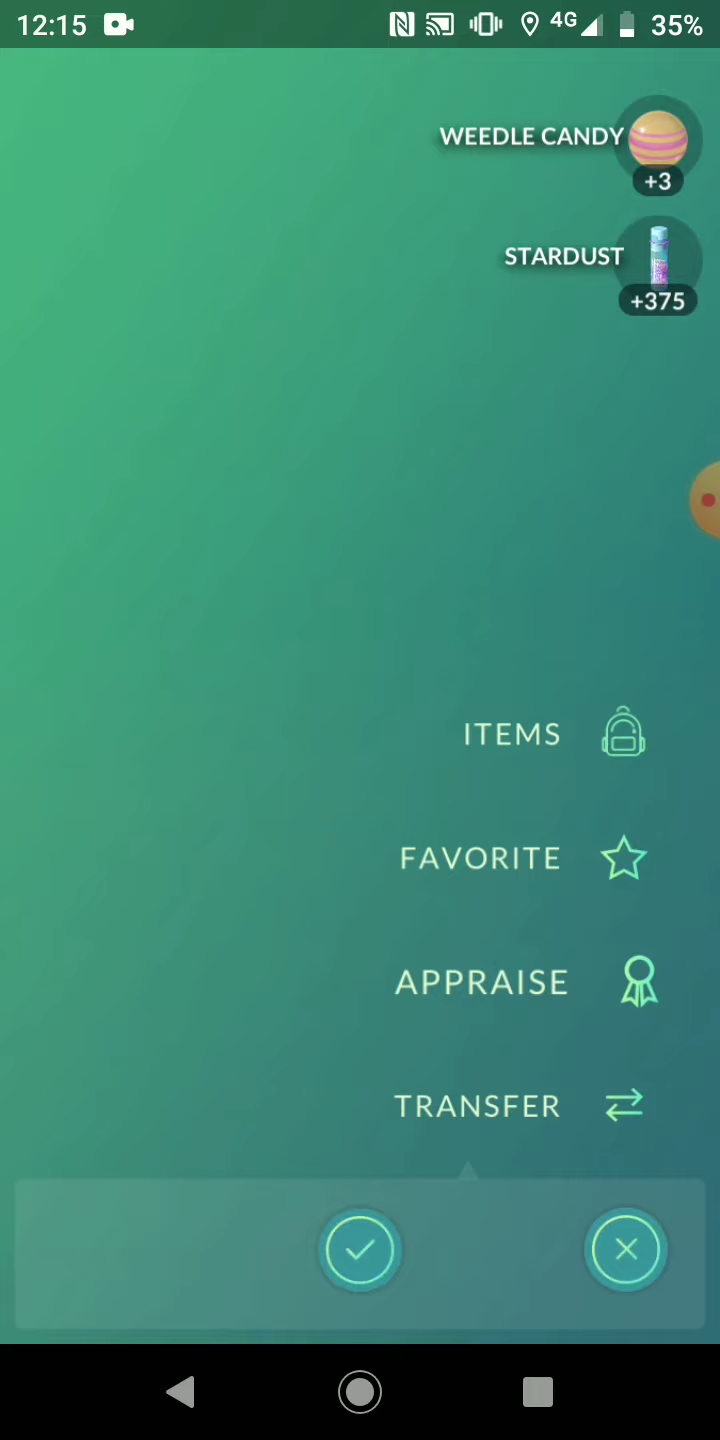 12:15 4G 35%
WEEDLE CANDY
+3
STARDUST
+375
ITEMS
FAVORITE
APPRAISE
TRANSFER